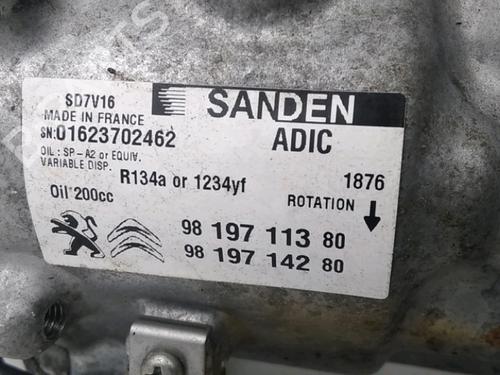 SD7V16
SANDEN
MADE IN FRANCE
SN:01623702462
ADIC
OIL : SP-A2 or EQUIV.
VARIABLE DISP.
R134a or 1234yf
1876
Oil 200cc
ROTATION
98 197 113 80
98 197 142 80